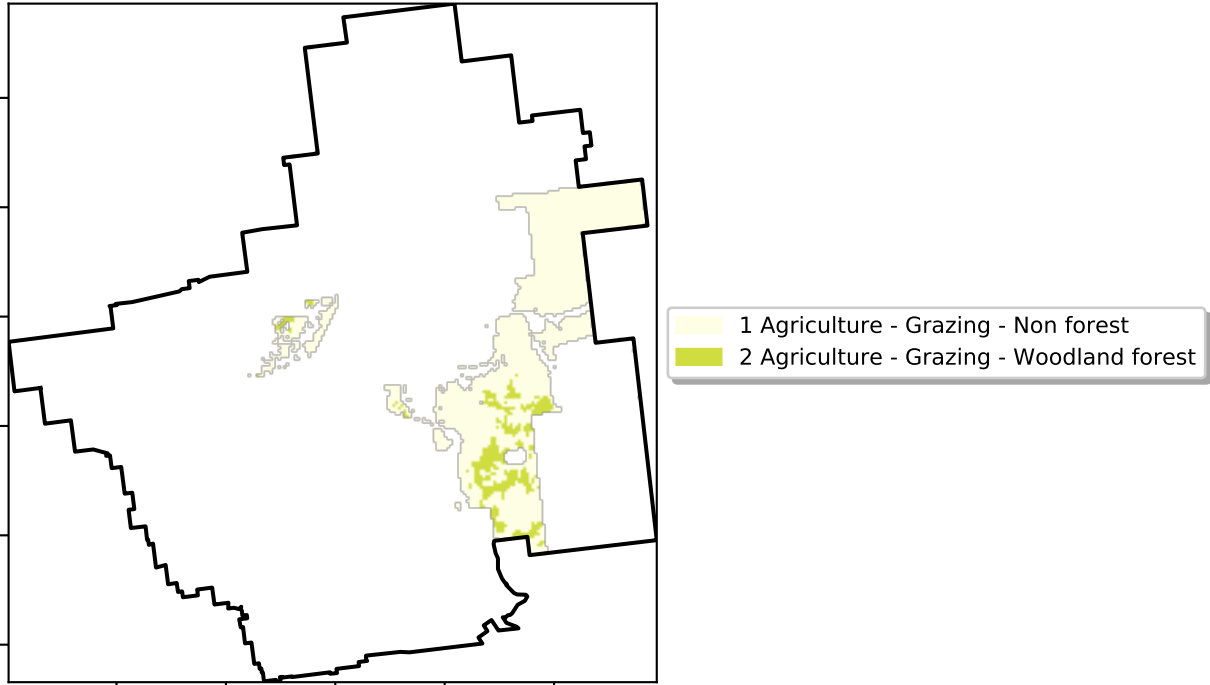 1 Agriculture - Grazing - Non forest
2 Agriculture - Grazing - Woodland forest